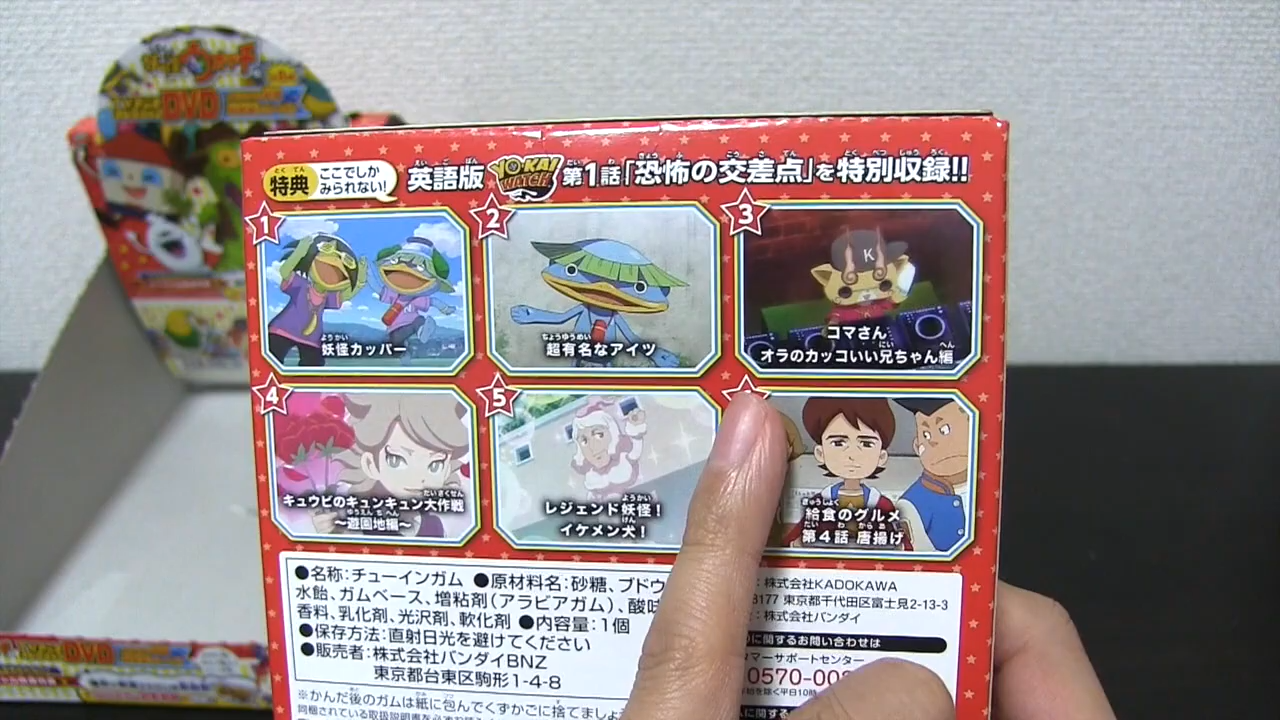 DVD
特典 ここでしか
みられない!
英語版 YO-KAI WATCH 第1話「恐怖の交差点」を特別収録!!
1
妖怪カッパー
2
超有名なアイツ
3
K
コマさん
オラのカッコいい兄ちゃん編
4
キュウビのキュンキュン大作戦
~遊園地編~
5
レジェンド妖怪!
イケメン犬!
給食のグルメ
第4話 唐揚げ
●名称:チューインガム ●原材料名:砂糖、ブドウ
水飴、ガムベース、増粘剤(アラビアガム)、酸味
香料、乳化剤、光沢剤、軟化剤 ●内容量:1個
●保存方法:直射日光を避けてください
●販売者:株式会社バンダイBNZ
東京都台東区駒形1-4-8
※かんだ後のガムは紙に包んでくずかごに捨てましょ
:株式会社KADOKAWA
8177 東京都千代田区富士見2-13-3
:株式会社バンダイ
に関するお問い合わせは
マーサポートセンター
0570-00
を除く平日10時
DVD